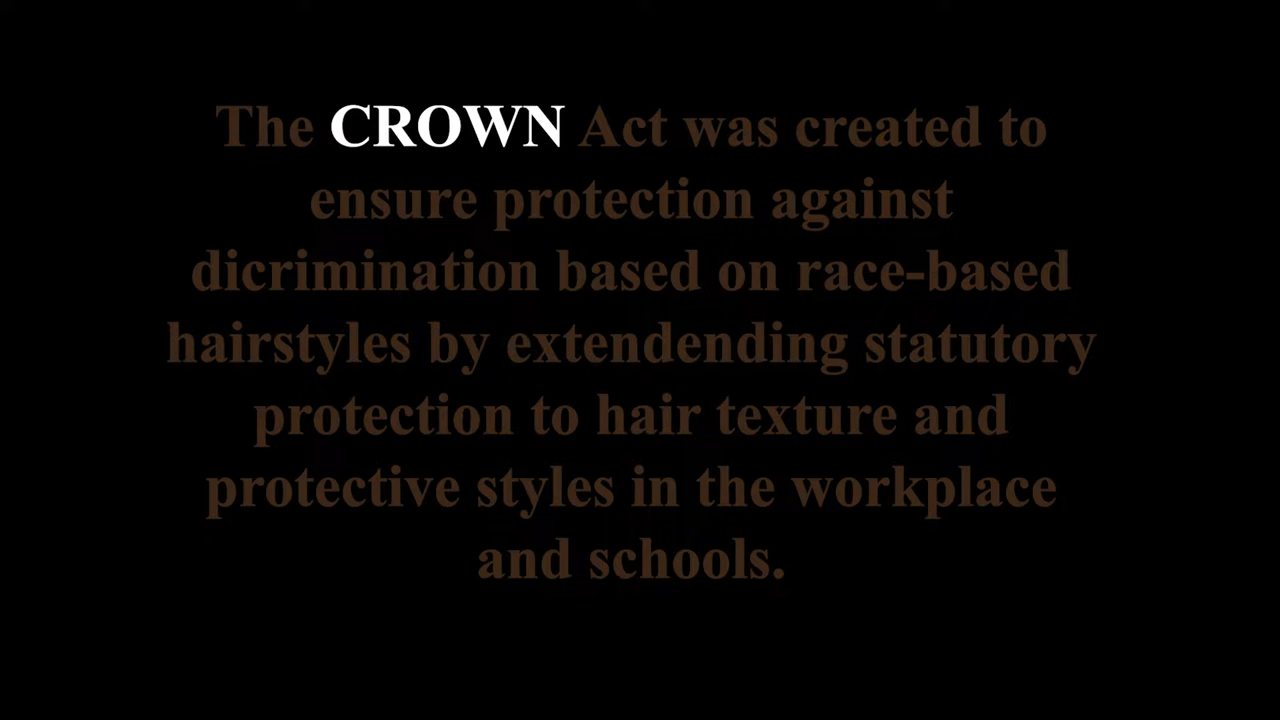 The CROWN Act was created to
ensure protection against
dicrimination based on race-based
hairstyles by extendending statutory
protection to hair texture and
protective styles in the workplace
and schools.